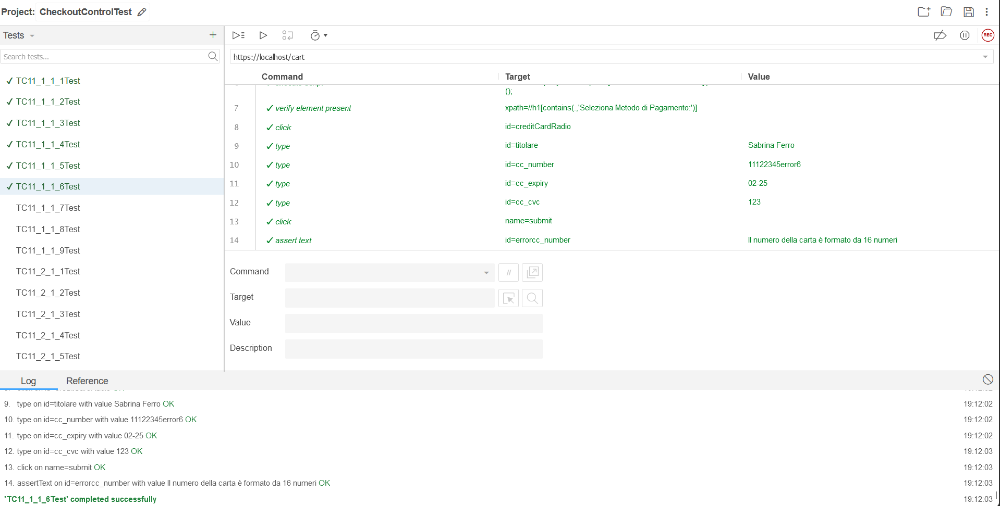 Project: CheckoutControlTest
Tests
REC
Search tests...
https://localhost/cart
Command Target Value
();
7 ✓ verify element present xpath=//h1[contains(.,'Seleziona Metodo di Pagamento:')]
8 ✓ click id=creditCardRadio
9 ✓ type id=titolare Sabrina Ferro
10 ✓ type id=cc_number 11122345error6
11 ✓ type id=cc_expiry 02-25
12 ✓ type id=cc_cvc 123
13 ✓ click name=submit
14 ✓ assert text id=errorcc_number Il numero della carta è formato da 16 numeri
✓ TC11_1_1_1Test
✓ TC11_1_1_2Test
✓ TC11_1_1_3Test
✓ TC11_1_1_4Test
✓ TC11_1_1_5Test
✓ TC11_1_1_6Test
TC11_1_1_7Test
TC11_1_1_8Test
TC11_1_1_9Test
TC11_2_1_1Test
TC11_2_1_2Test
TC11_2_1_3Test
TC11_2_1_4Test
TC11_2_1_5Test
Command //
Target
Value
Description
Log Reference
9. type on id=titolare with value Sabrina Ferro OK 19:12:02
10. type on id=cc_number with value 11122345error6 OK 19:12:02
11. type on id=cc_expiry with value 02-25 OK 19:12:02
12. type on id=cc_cvc with value 123 OK 19:12:03
13. click on name=submit OK 19:12:03
14. assertText on id=errorcc_number with value Il numero della carta è formato da 16 numeri OK 19:12:03
'TC11_1_1_6Test' completed successfully 19:12:03